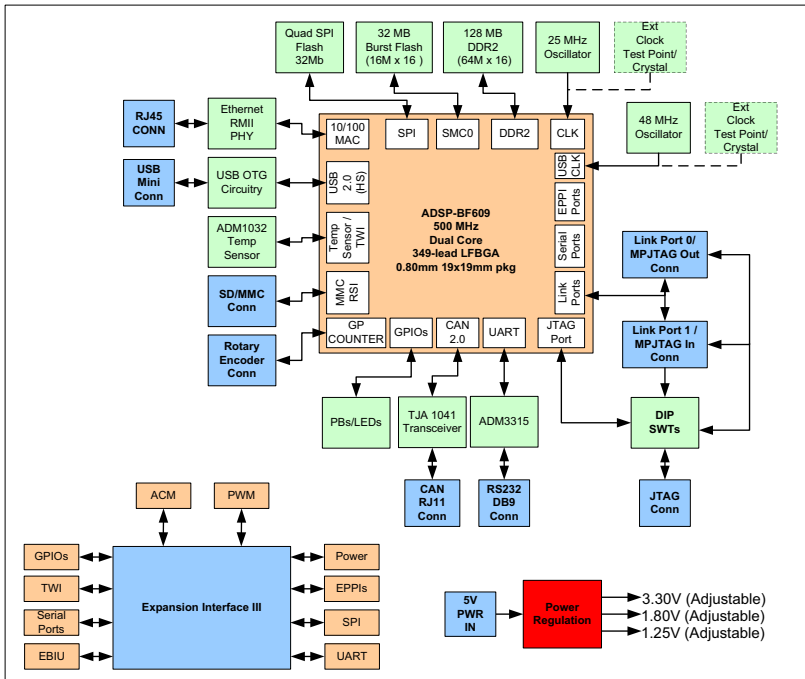 Quad SPI
Flash
32Mb
32 MB
Burst Flash
(16M x 16 )
128 MB
DDR2
(64M x 16)
25 MHz
Oscillator
Ext
Clock
Test Point/
Crystal
RJ45
CONN
Ethernet
RMII
PHY
10/100
MAC
SPI
SMC0
DDR2
CLK
48 MHz
Oscillator
Ext
Clock
Test Point/
Crystal
USB
Mini
Conn
USB OTG
Circuitry
USB
2.0
(HS)
USB
CLK
EPPI
Ports
ADSP-BF609
500 MHz
Dual Core
349-lead LFBGA
0.80mm 19x19mm pkg
ADM1032
Temp
Sensor
Temp
Sensor /
TWI
Serial
Ports
Link Port 0/
MPJTAG Out
Conn
SD/MMC
Conn
MMC
RSI
Link
Ports
Rotary
Encoder
Conn
GP
COUNTER
GPIOs
CAN
2.0
UART
JTAG
Port
Link Port 1 /
MPJTAG In
Conn
PBs/LEDs
TJA 1041
Transceiver
ADM3315
DIP
SWTs
CAN
RJ11
Conn
RS232
DB9
Conn
JTAG
Conn
ACM
PWM
GPIOs
TWI
Serial
Ports
EBIU
Expansion Interface III
Power
EPPIs
SPI
UART
5V
PWR
IN
Power
Regulation
3.30V (Adjustable)
1.80V (Adjustable)
1.25V (Adjustable)